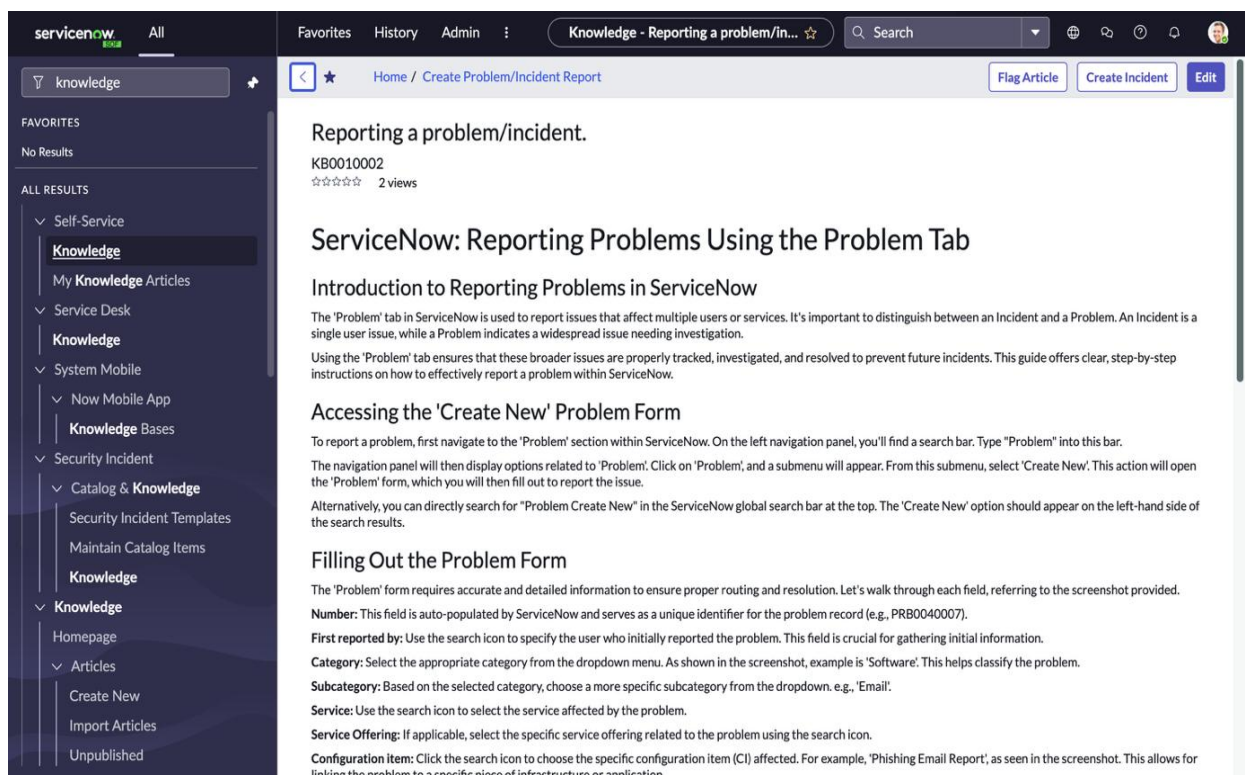 servicenow
SOF
All
Favorites
History
Admin
Knowledge - Reporting a problem/in...
Search
knowledge
FAVORITES
No Results
ALL RESULTS
Self-Service
Knowledge
My Knowledge Articles
Service Desk
Knowledge
System Mobile
Now Mobile App
Knowledge Bases
Security Incident
Catalog & Knowledge
Security Incident Templates
Maintain Catalog Items
Knowledge
Knowledge
Homepage
Articles
Create New
Import Articles
Unpublished
Home / Create Problem/Incident Report
Flag Article
Create Incident
Edit
Reporting a problem/incident.
KB0010002
2 views
ServiceNow: Reporting Problems Using the Problem Tab
Introduction to Reporting Problems in ServiceNow
The 'Problem' tab in ServiceNow is used to report issues that affect multiple users or services. It's important to distinguish between an Incident and a Problem. An Incident is a
single user issue, while a Problem indicates a widespread issue needing investigation.
Using the 'Problem' tab ensures that these broader issues are properly tracked, investigated, and resolved to prevent future incidents. This guide offers clear, step-by-step
instructions on how to effectively report a problem within ServiceNow.
Accessing the 'Create New' Problem Form
To report a problem, first navigate to the 'Problem' section within ServiceNow. On the left navigation panel, you'll find a search bar. Type "Problem" into this bar.
The navigation panel will then display options related to 'Problem'. Click on 'Problem', and a submenu will appear. From this submenu, select 'Create New'. This action will open
the 'Problem' form, which you will then fill out to report the issue.
Alternatively, you can directly search for "Problem Create New" in the ServiceNow global search bar at the top. The 'Create New' option should appear on the left-hand side of
the search results.
Filling Out the Problem Form
The 'Problem' form requires accurate and detailed information to ensure proper routing and resolution. Let's walk through each field, referring to the screenshot provided.
Number: This field is auto-populated by ServiceNow and serves as a unique identifier for the problem record (e.g., PRB0040007).
First reported by: Use the search icon to specify the user who initially reported the problem. This field is crucial for gathering initial information.
Category: Select the appropriate category from the dropdown menu. As shown in the screenshot, example is 'Software'. This helps classify the problem.
Subcategory: Based on the selected category, choose a more specific subcategory from the dropdown. e.g., 'Email'.
Service: Use the search icon to select the service affected by the problem.
Service Offering: If applicable, select the specific service offering related to the problem using the search icon.
Configuration item: Click the search icon to choose the specific configuration item (CI) affected. For example, 'Phishing Email Report', as seen in the screenshot. This allows for
linking the problem to a specific piece of infrastructure or application.